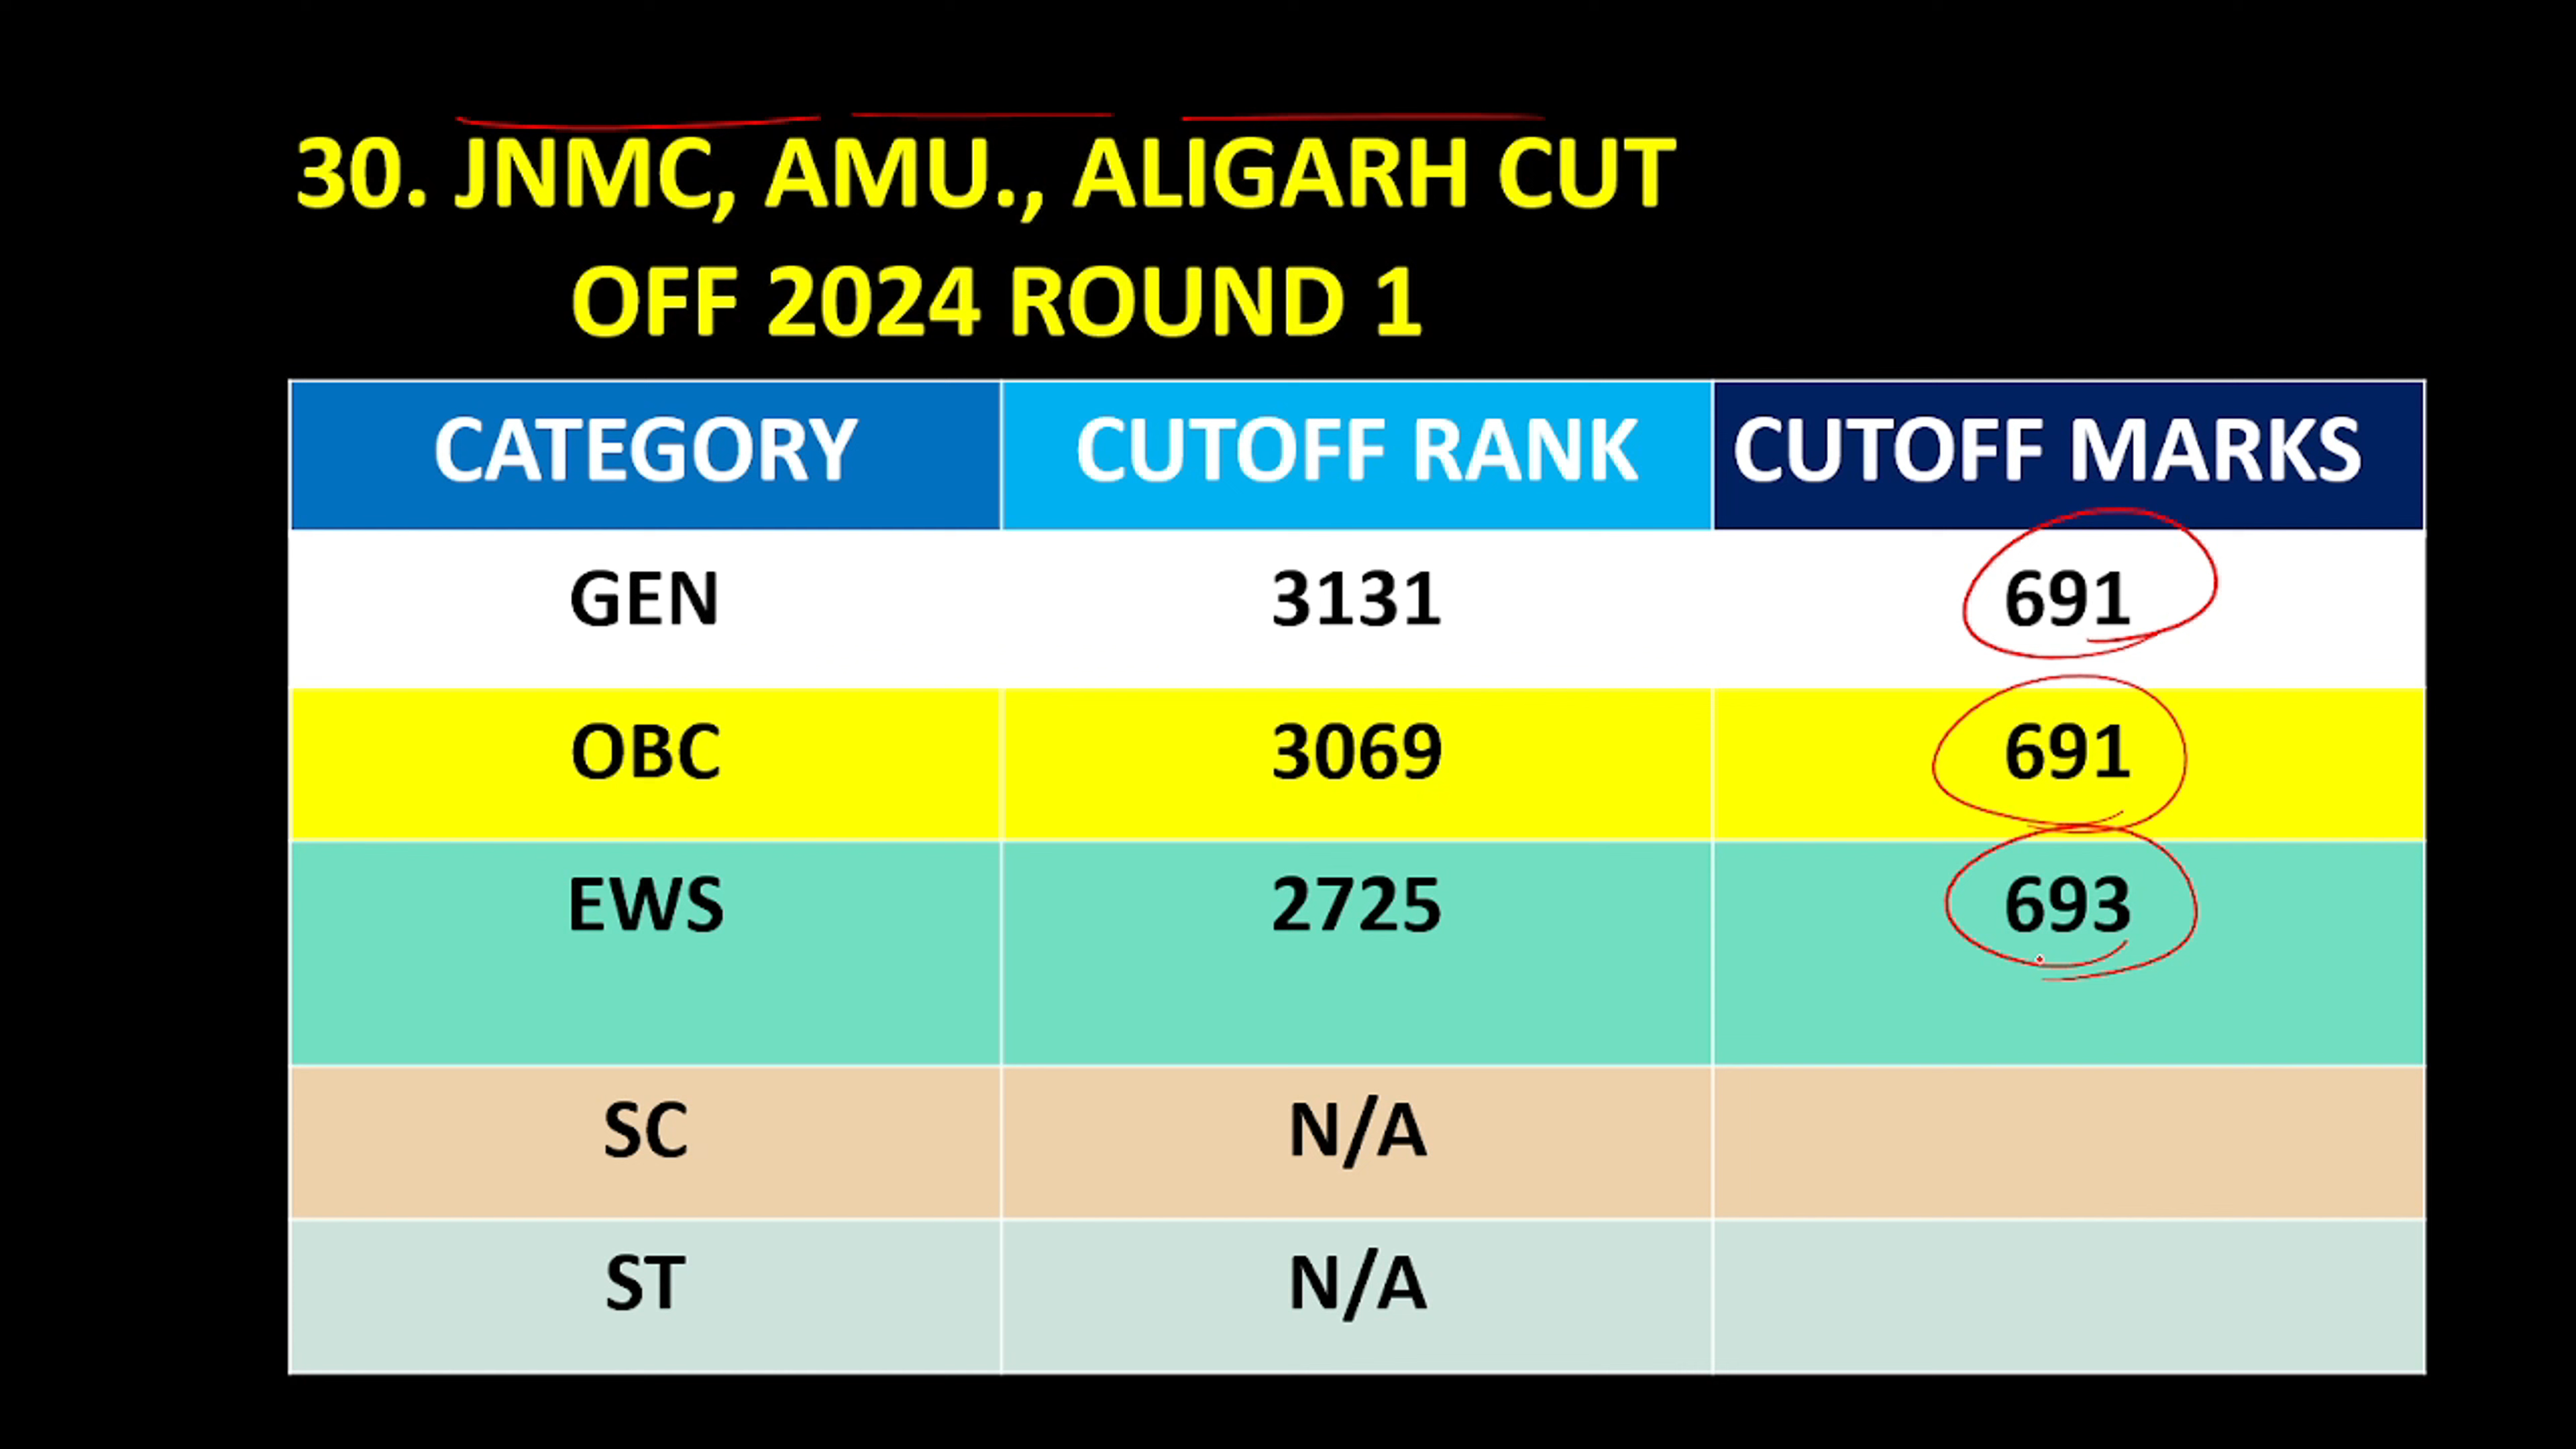 30. JNMC, AMU., ALIGARH CUT
OFF 2024 ROUND 1
CATEGORY CUTOFF RANK CUTOFF MARKS
GEN 3131 691
OBC 3069 691
EWS 2725 693
SC N/A
ST N/A